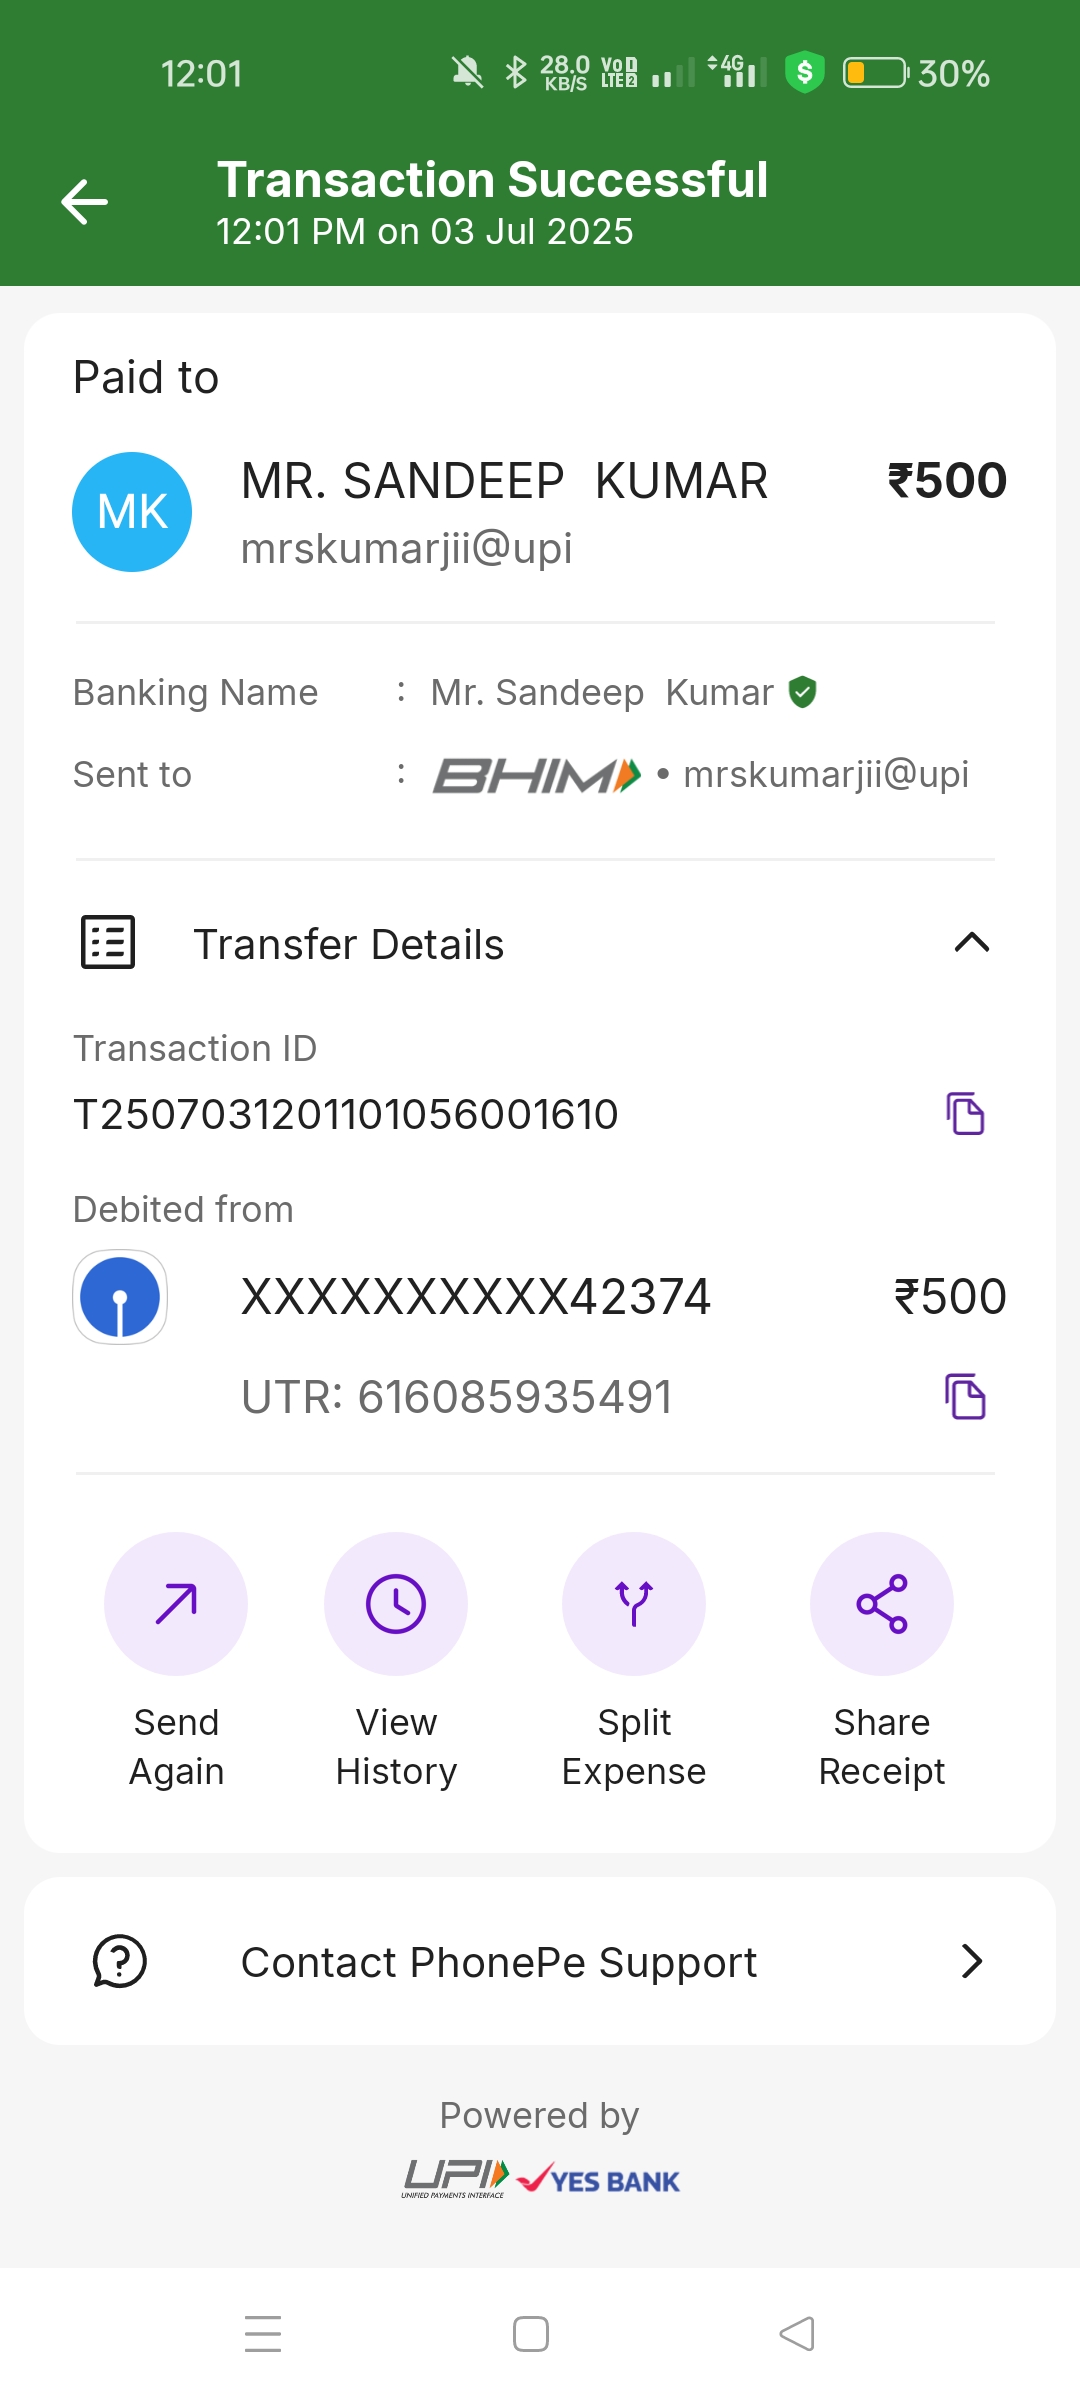 12:01 28.0 KB/S VoD LTE2 4G $ 30%
Transaction Successful
12:01 PM on 03 Jul 2025
Paid to
MK MR. SANDEEP KUMAR ₹500
mrskumarjii@upi
Banking Name : Mr. Sandeep Kumar
Sent to : BHIM • mrskumarjii@upi
Transfer Details
Transaction ID
T2507031201101056001610
Debited from
XXXXXXXXXX42374 ₹500
UTR: 616085935491
Send Again
View History
Split Expense
Share Receipt
Contact PhonePe Support
Powered by
UPI YES BANK
UNIFIED PAYMENTS INTERFACE